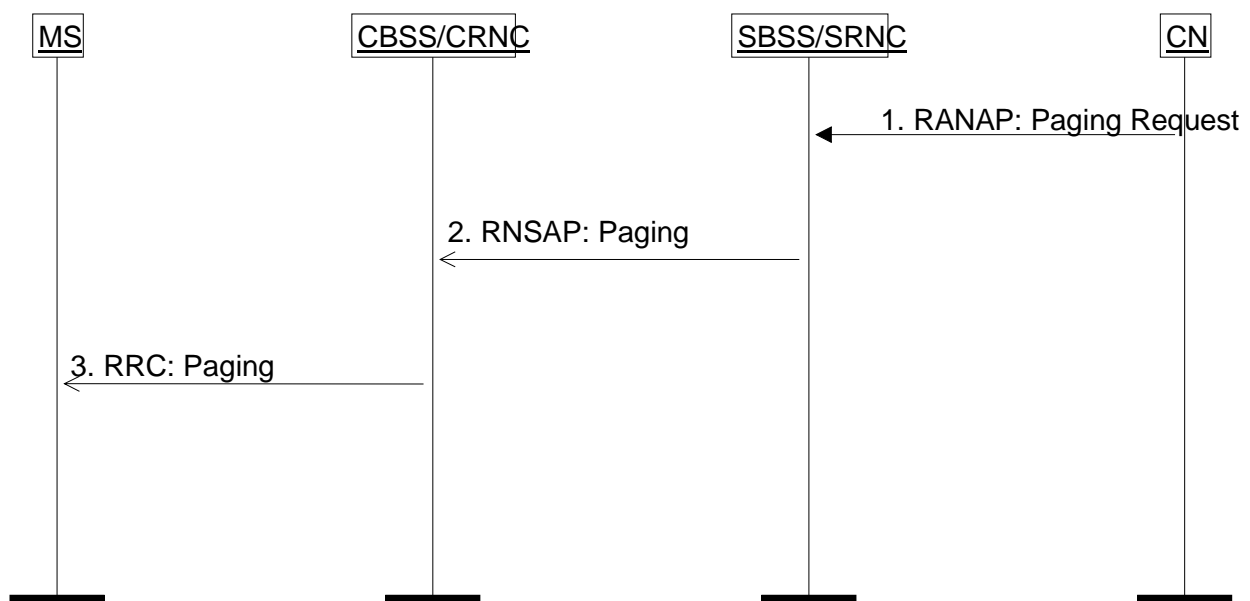 MS CBSS/CRNC SBSS/SRNC CN
1. RANAP: Paging Request
2. RNSAP: Paging
3. RRC: Paging